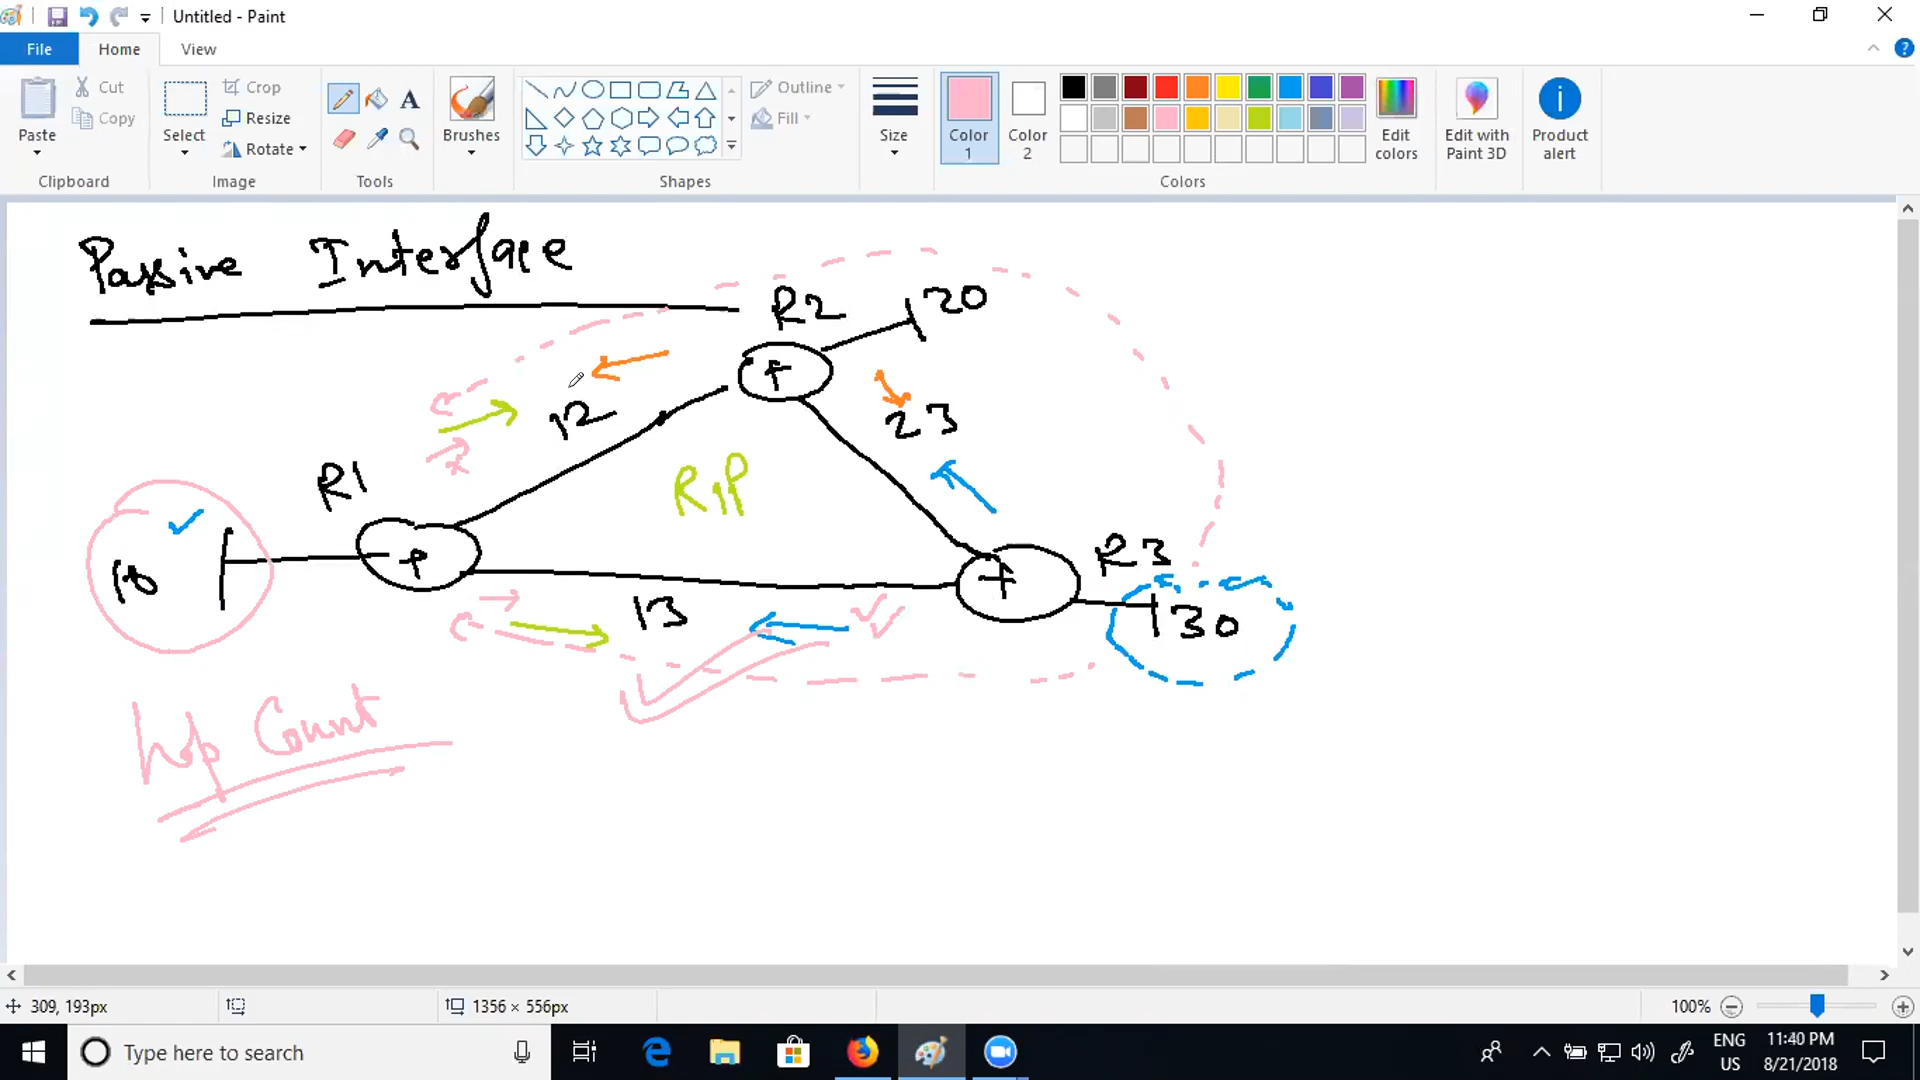 Untitled - Paint
File
Home
View
Paste
Cut
Copy
Clipboard
Select
Crop
Resize
Rotate
Image
Tools
A
Brushes
Outline
Fill
Shapes
Size
Color 1
Color 2
Edit colors
Edit with Paint 3D
Product alert
Colors
Passive Interface
R2
20
12
23
R1
RIP
10
R3
13
30
hop Count
309, 193px
1356 × 556px
100%
Type here to search
ENG
US
11:40 PM
8/21/2018